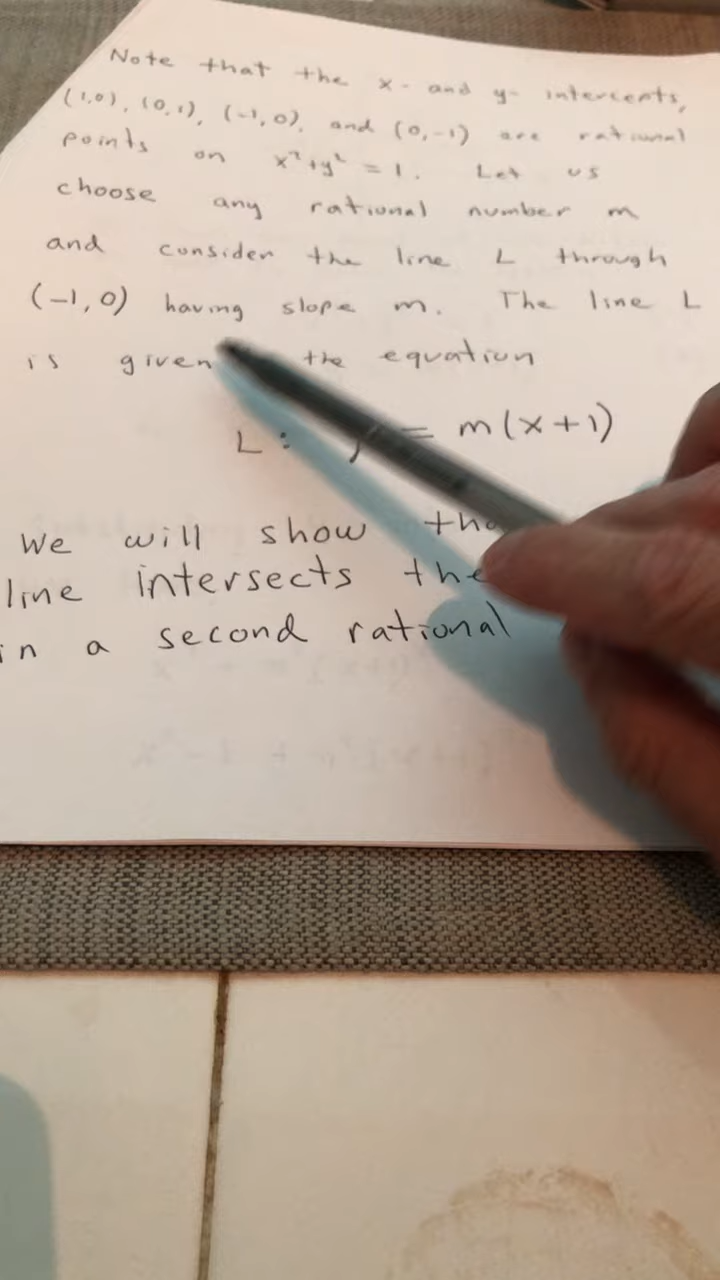 Note that the x- and y- intercepts,
(1,0), (0,1), (-1,0), and (0,-1) are rational
points on x²+y² = 1. Let us
choose any rational number m
and consider the line L through
(-1,0) having slope m. The line L
is given the equation
L: = m(x+1)
We will show
line intersects the
in a second rational